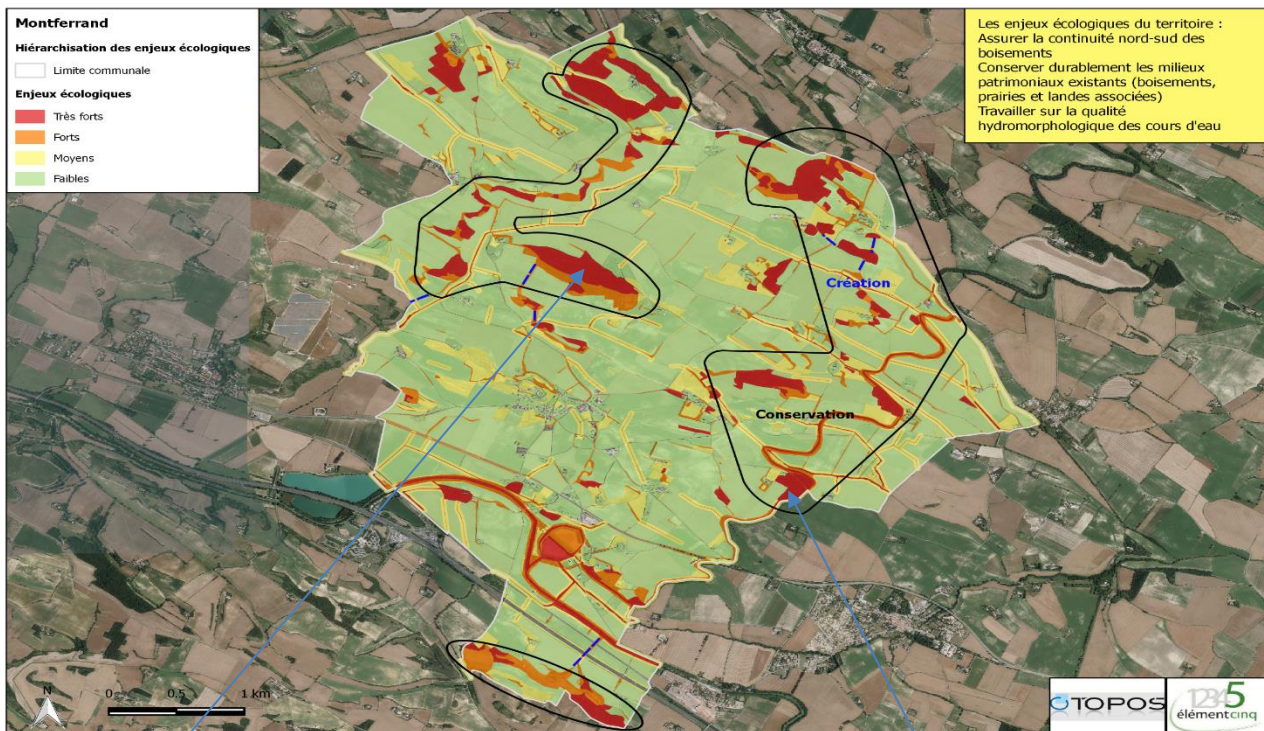 Montferrand
Hiérarchisation des enjeux écologiques
Limite communale
Enjeux écologiques
Très forts
Forts
Moyens
Faibles
Les enjeux écologiques du territoire :
Assurer la continuité nord-sud des
boisements
Conserver durablement les milieux
patrimoniaux existants (boisements,
prairies et landes associées)
Travailler sur la qualité
hydromorphologique des cours d'eau
Création
Conservation
N
0 0.5 1 km
TOPOS
12345
élémentcinq